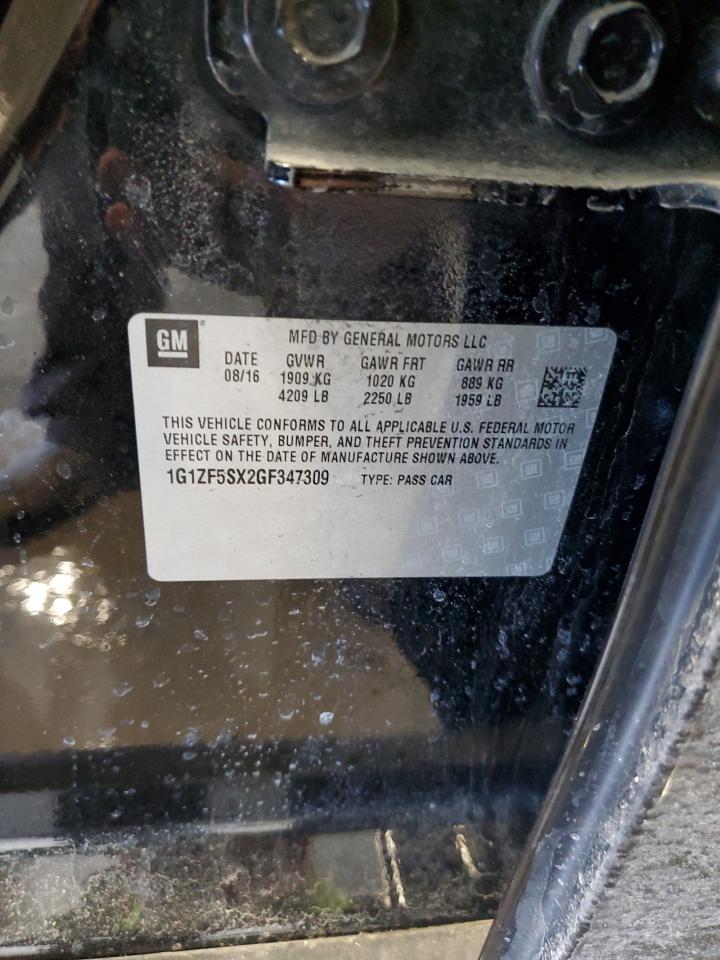 GM
MFD BY GENERAL MOTORS LLC
DATE GVWR GAWR FRT GAWR RR
08/16 1909 KG 1020 KG 889 KG
4209 LB 2250 LB 1959 LB
THIS VEHICLE CONFORMS TO ALL APPLICABLE U.S. FEDERAL MOTOR
VEHICLE SAFETY, BUMPER, AND THEFT PREVENTION STANDARDS IN
EFFECT ON THE DATE OF MANUFACTURE SHOWN ABOVE.
1G1ZF5SX2GF347309 TYPE: PASS CAR